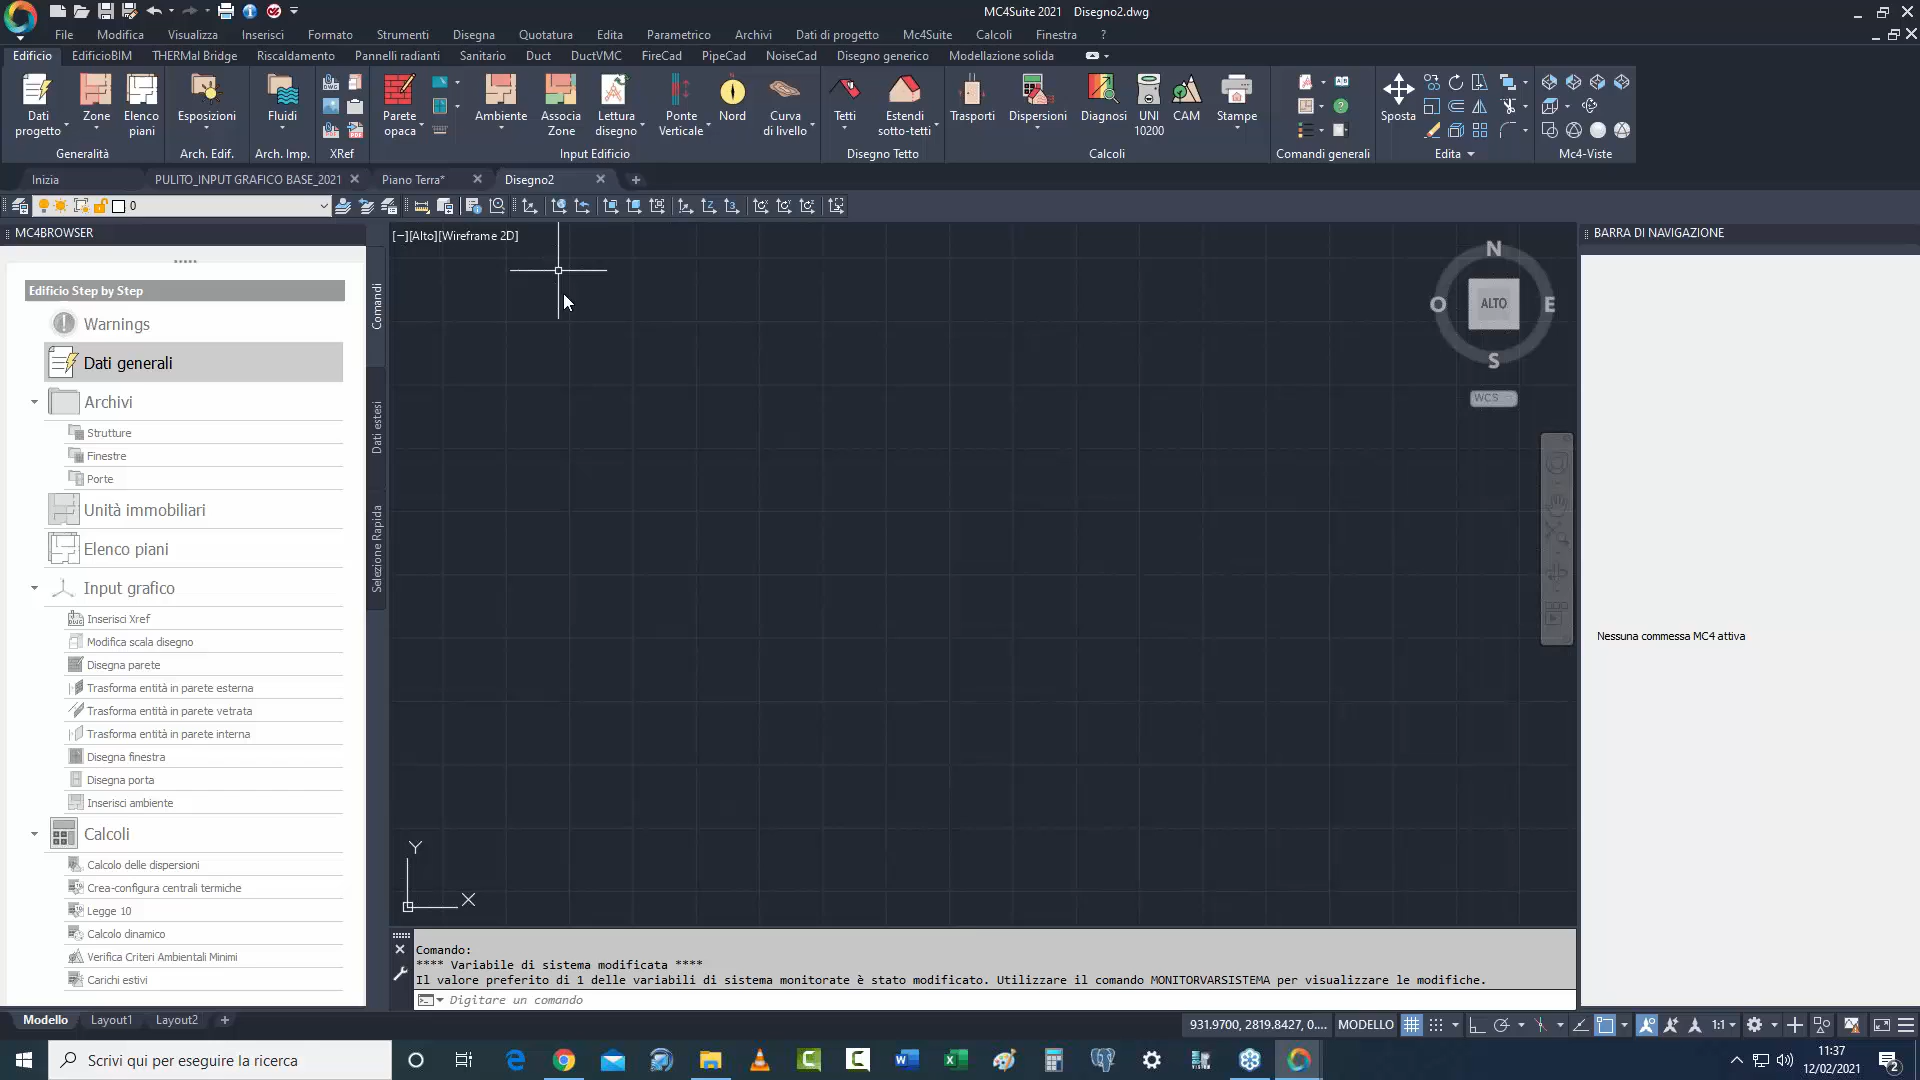 MC4Suite 2021 Disegno2.dwg
File Modifica Visualizza Inserisci Formato Strumenti Disegna Quotatura Edita Parametrico Archivi Dati di progetto Mc4Suite Calcoli Finestra ?
Edificio EdificioBIM THERMal Bridge Riscaldamento Pannelli radianti Sanitario Duct DuctVMC FireCad PipeCad NoiseCad Disegno generico Modellazione solida
Dati progetto Zone Elenco piani Esposizioni Fluidi Parete opaca Ambiente Associa Zone Lettura disegno Ponte Verticale Nord Curva di livello Tetti Estendi sotto-tetti Trasporti Dispersioni Diagnosi UNI 10200 CAM Stampe Sposta
Generalità Arch. Edif. Arch. Imp. XRef Input Edificio Disegno Tetto Calcoli Comandi generali Edita Mc4-Viste
Inizia PULITO_INPUT GRAFICO BASE_2021 Piano Terra* Disegno2
0
MC4BROWSER
[−][Alto][Wireframe 2D]
BARRA DI NAVIGAZIONE
Edificio Step by Step
Warnings
Dati generali
Archivi
Strutture
Finestre
Porte
Unità immobiliari
Elenco piani
Input grafico
Inserisci Xref
Modifica scala disegno
Disegna parete
Trasforma entità in parete esterna
Trasforma entità in parete vetrata
Trasforma entità in parete interna
Disegna finestra
Disegna porta
Inserisci ambiente
Calcoli
Calcolo delle dispersioni
Crea-configura centrali termiche
Legge 10
Calcolo dinamico
Verifica Criteri Ambientali Minimi
Carichi estivi
Comandi
Dati estesi
Selezione Rapida
N
O ALTO E
S
WCS
Nessuna commessa MC4 attiva
Y
X
Comando:
**** Variabile di sistema modificata ****
Il valore preferito di 1 delle variabili di sistema monitorate è stato modificato. Utilizzare il comando MONITORVARSISTEMA per visualizzare le modifiche.
Digitare un comando
Modello Layout1 Layout2 +
931.9700, 2819.8427, 0.... MODELLO 1:1
Scrivi qui per eseguire la ricerca
11:37
12/02/2021
2